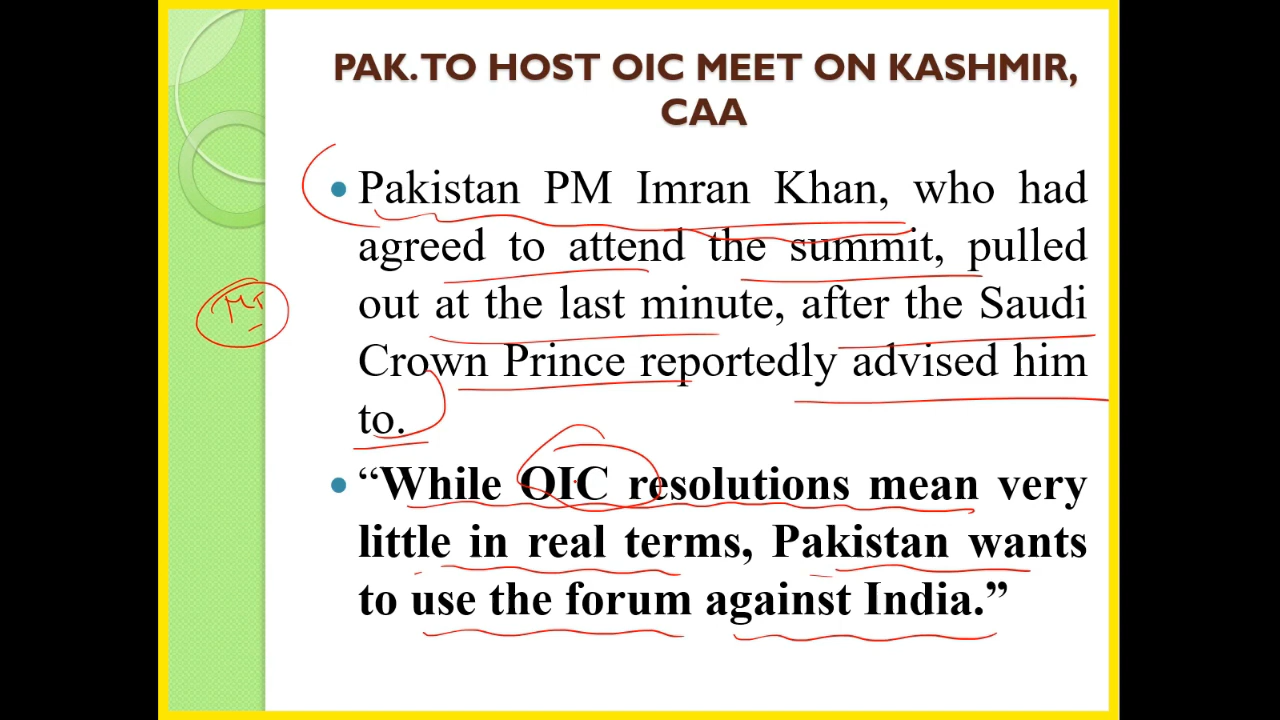 PAK. TO HOST OIC MEET ON KASHMIR,
CAA
Pakistan PM Imran Khan, who had
agreed to attend the summit, pulled
out at the last minute, after the Saudi
Crown Prince reportedly advised him
to.
“While OIC resolutions mean very
little in real terms, Pakistan wants
to use the forum against India.”